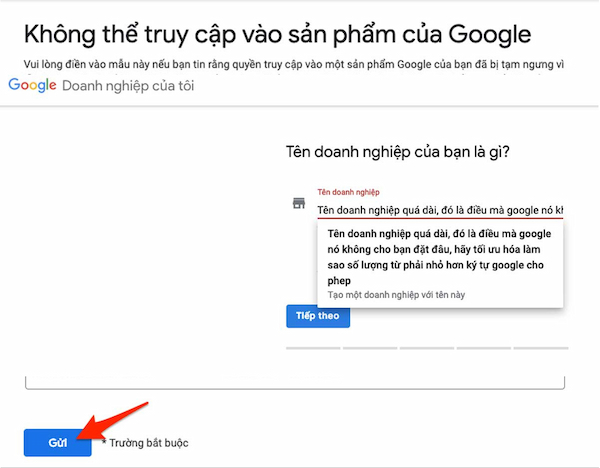 Không thể truy cập vào sản phẩm của Google
Vui lòng điền vào mẫu này nếu bạn tin rằng quyền truy cập vào một sản phẩm Google của bạn đã bị tạm ngưng vì
Google Doanh nghiệp của tôi
Tên doanh nghiệp của bạn là gì?
Tên doanh nghiệp
Tên doanh nghiệp quá dài, đó là điều mà google nó kh
Tên doanh nghiệp quá dài, đó là điều mà google
nó không cho bạn đặt đâu, hãy tối ưu hóa làm
sao số lượng từ phải nhỏ hơn ký tự google cho
phep
Tạo một doanh nghiệp với tên này
Tiếp theo
Gửi * Trường bắt buộc